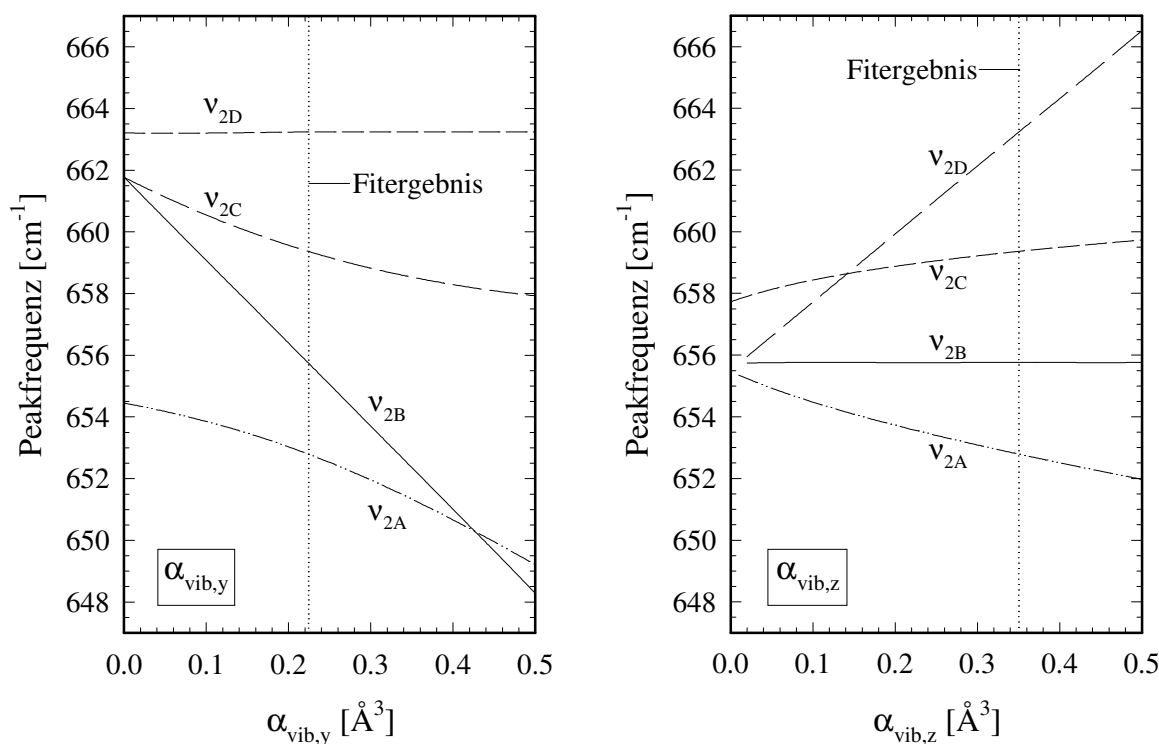 Peakfrequenz [cm⁻¹]
666
664
662
660
658
656
654
652
650
648
ν2D
ν2C
Fitergebnis
ν2B
ν2A
αvib,y
0.0 0.1 0.2 0.3 0.4 0.5
αvib,y [Å³]
Peakfrequenz [cm⁻¹]
666
664
662
660
658
656
654
652
650
648
Fitergebnis
ν2D
ν2C
ν2B
ν2A
αvib,z
0.0 0.1 0.2 0.3 0.4 0.5
αvib,z [Å³]